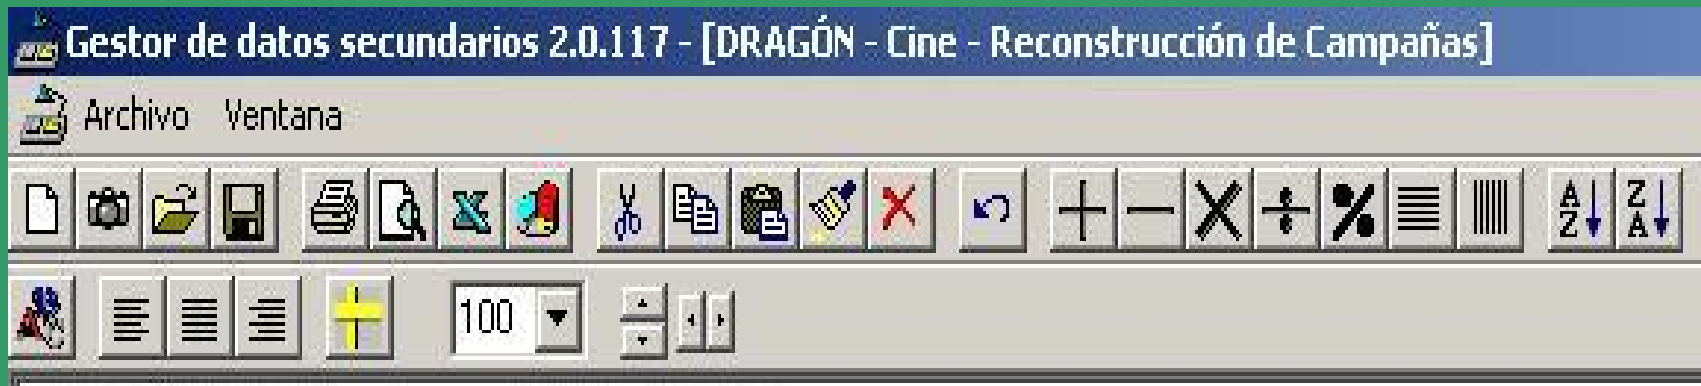 Gestor de datos secundarios 2.0.117 - [DRAGÓN - Cine - Reconstrucción de Campañas]
Archivo Ventana
A Z Z A
100